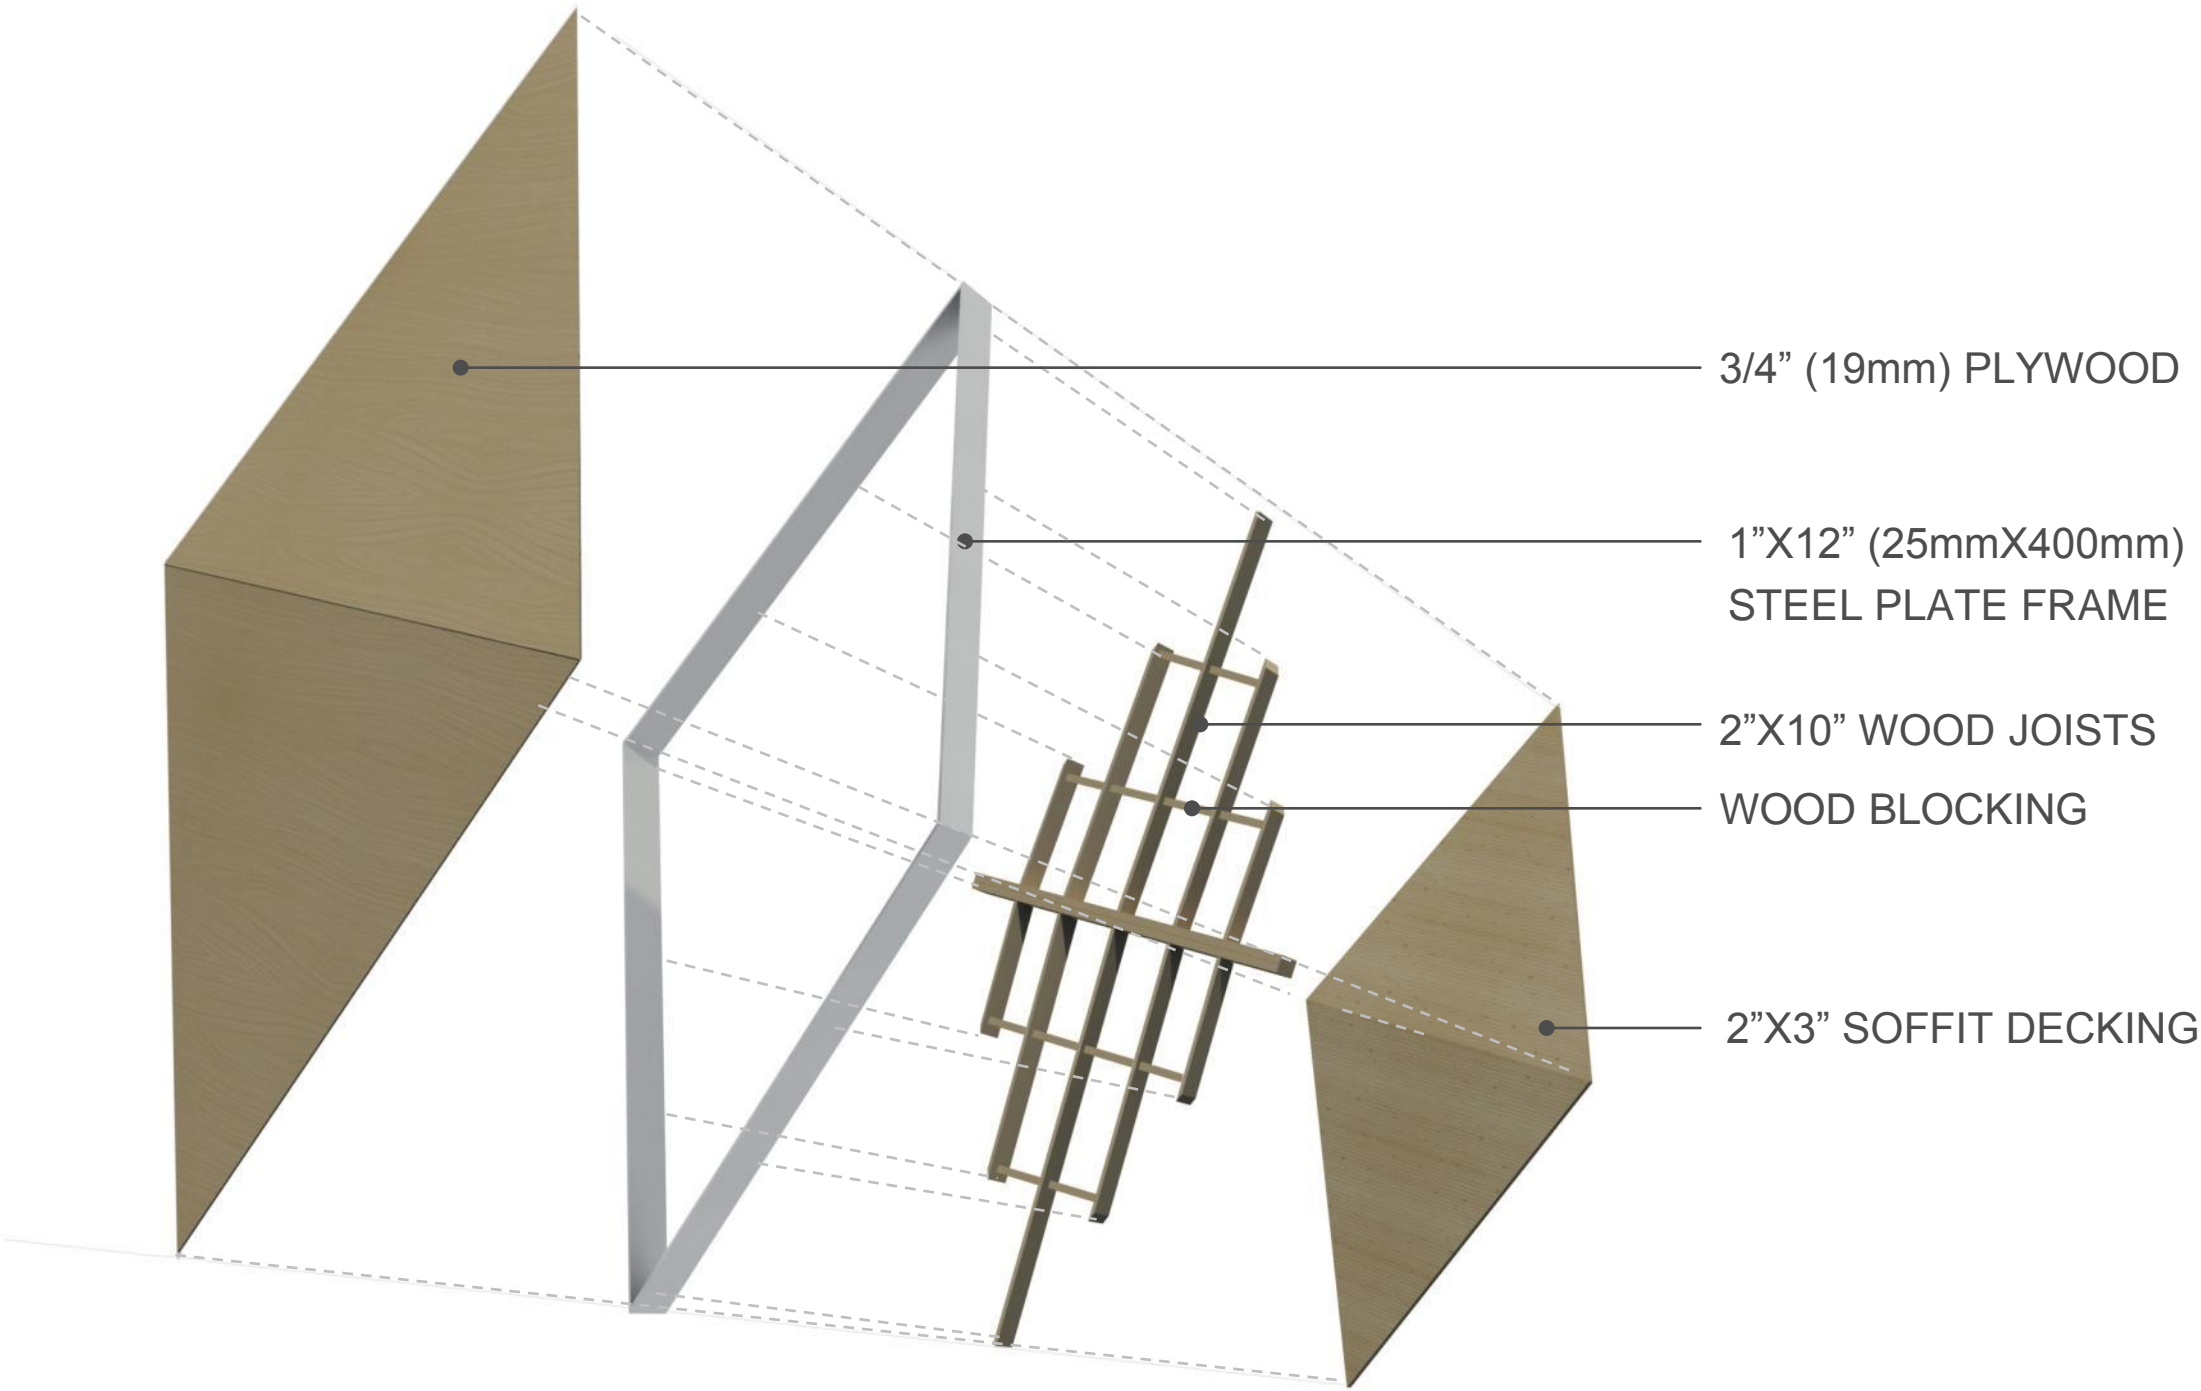 3/4” (19mm) PLYWOOD
1”X12” (25mmX400mm)
STEEL PLATE FRAME
2”X10” WOOD JOISTS
WOOD BLOCKING
2”X3” SOFFIT DECKING